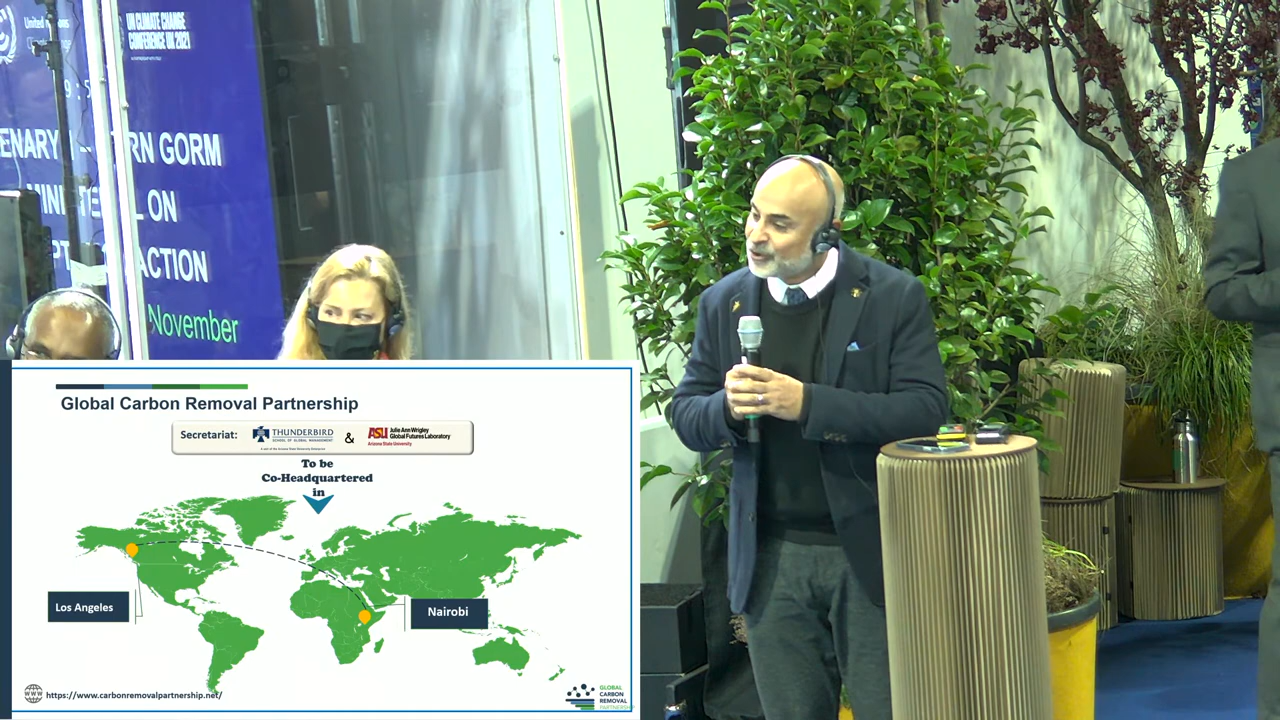 UN CLIMATE CHANGE
CONFERENCE UK 2021
ENARY
RN GORM
ON
ACTION
November
Global Carbon Removal Partnership
Secretariat:
THUNDERBIRD
SCHOOL OF GLOBAL MANAGEMENT
&
ASU Julie Ann Wrigley
Global Futures Laboratory
Arizona State University
To be
Co-Headquartered
in
Los Angeles
Nairobi
https://www.carbonremovalpartnership.net/
GLOBAL
CARBON
REMOVAL
PARTNERSHIP